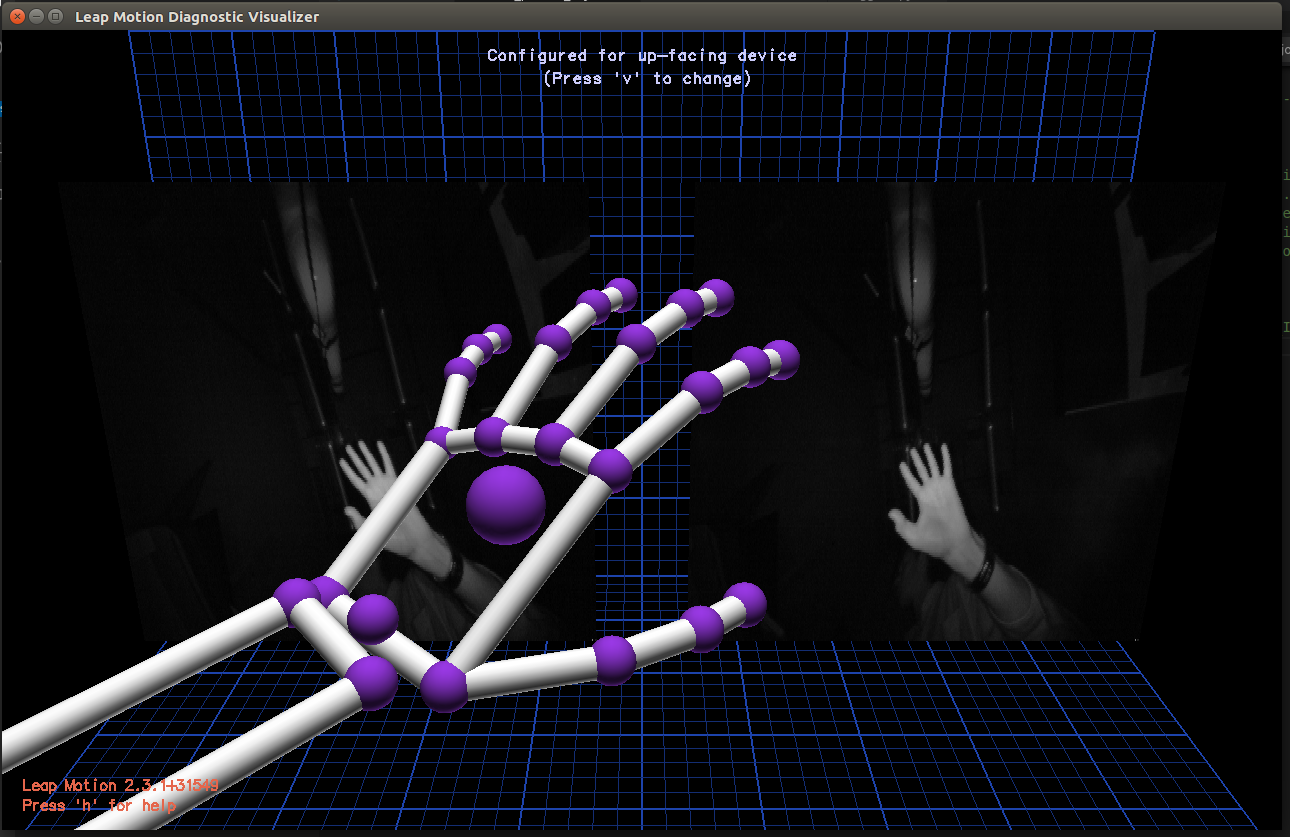 Leap Motion Diagnostic Visualizer
Configured for up-facing device
(Press 'v' to change)
Leap Motion 2.3.1+31549
Press 'h' for help